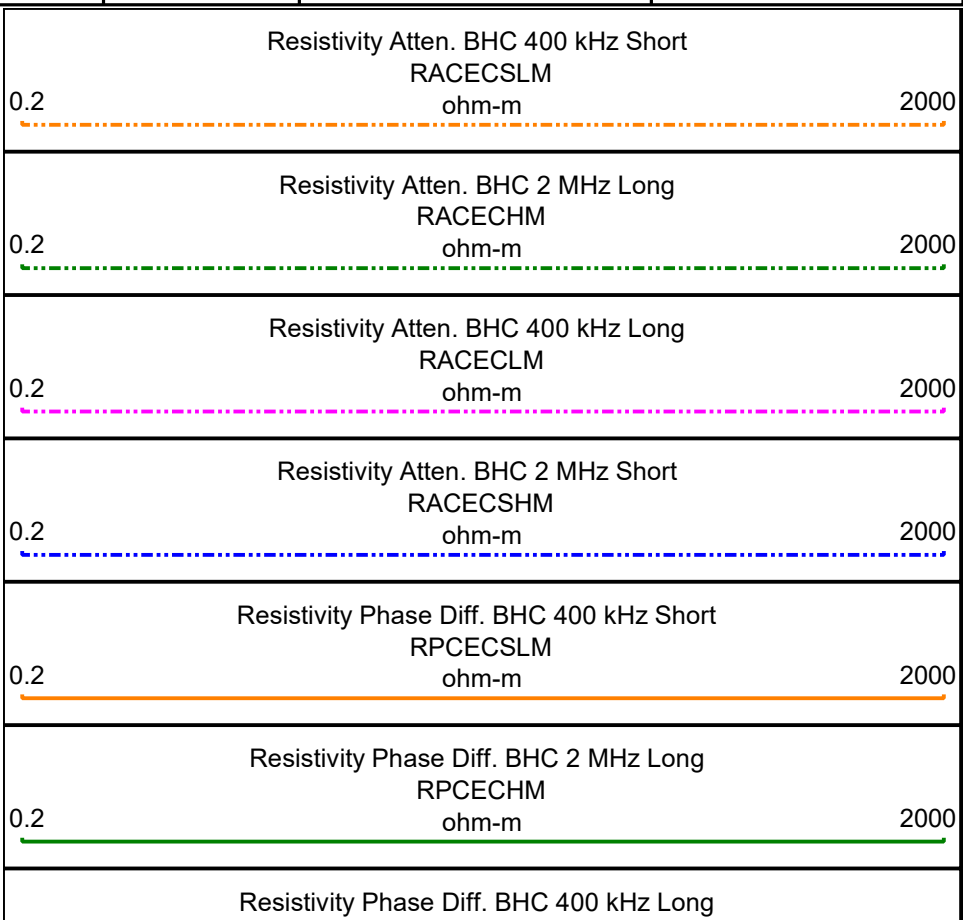 Resistivity Atten. BHC 400 kHz Short
RACECSLM
0.2 ohm-m 2000
Resistivity Atten. BHC 2 MHz Long
RACECHM
0.2 ohm-m 2000
Resistivity Atten. BHC 400 kHz Long
RACECLM
0.2 ohm-m 2000
Resistivity Atten. BHC 2 MHz Short
RACECSHM
0.2 ohm-m 2000
Resistivity Phase Diff. BHC 400 kHz Short
RPCECSLM
0.2 ohm-m 2000
Resistivity Phase Diff. BHC 2 MHz Long
RPCECHM
0.2 ohm-m 2000
Resistivity Phase Diff. BHC 400 kHz Long